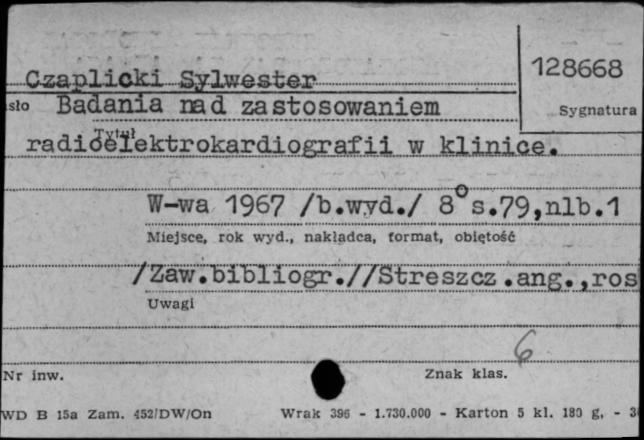 128668
Czaplicki Sylwester
sło Badania nad zastosowaniem
Sygnatura
Tytuł
radioelektrokardiografii w klinice.
W-wa 1967 /b.wyd./ 8° s.79,nlb.1
Miejsce, rok wyd., nakładca, format, objętość
/Zaw.bibliogr.//Streszcz.ang.,ros
Uwagi
6
Nr inw.
Znak klas.
WD B 15a Zam. 452/DW/On Wrak 396 - 1.730.000 - Karton 5 kl. 180 g, - 3